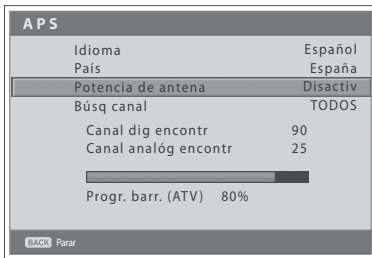 APS
Idioma Español
País España
Potencia de antena Disactiv
Búsq canal TODOS
Canal dig encontr 90
Canal analóg encontr 25
Progr. barr. (ATV) 80%
BACK Parar